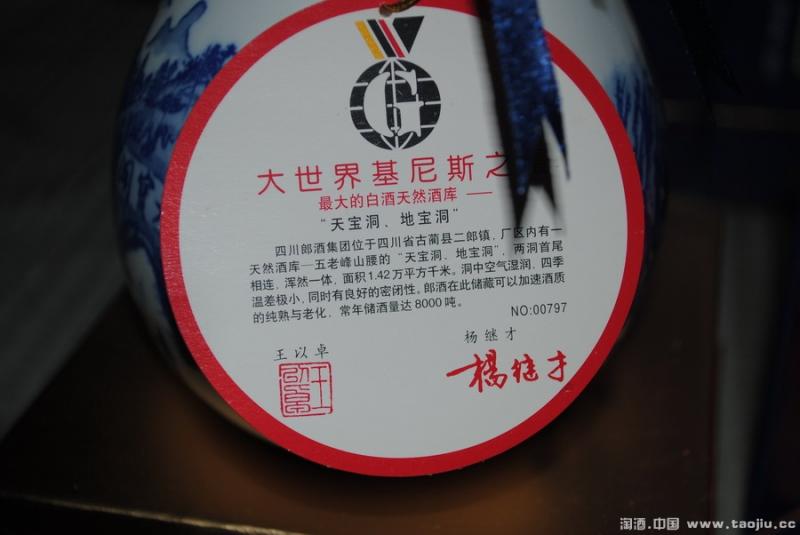 G
大世界基尼斯之
最大的白酒天然酒库——
“天宝洞、地宝洞”
四川郎酒集团位于四川省古蔺县二郎镇,厂区内有一
天然酒库—五老峰山腰的“天宝洞、地宝洞”,两洞首尾
相连,浑然一体,面积1.42万平方千米。洞中空气湿润,四季
温差极小,同时有良好的密闭性。郎酒在此储藏可以加速酒质
的纯熟与老化,常年储酒量达8000吨。
NO:00797
王以卓
杨继才
楊继才
淘酒.中国 www.taojiu.cc